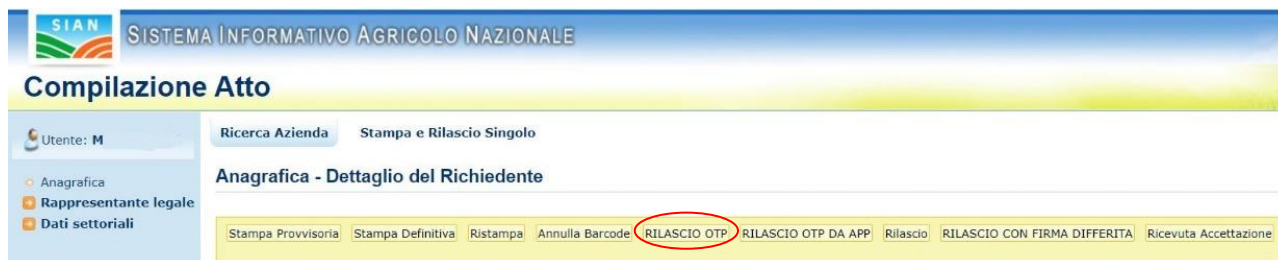 SIAN
SISTEMA INFORMATIVO AGRICOLO NAZIONALE
Compilazione Atto
Utente: M
Ricerca Azienda Stampa e Rilascio Singolo
Anagrafica
Rappresentante legale
Dati settoriali
Anagrafica - Dettaglio del Richiedente
Stampa Provvisoria Stampa Definitiva Ristampa Annulla Barcode RILASCIO OTP RILASCIO OTP DA APP Rilascio RILASCIO CON FIRMA DIFFERITA Ricevuta Accettazione